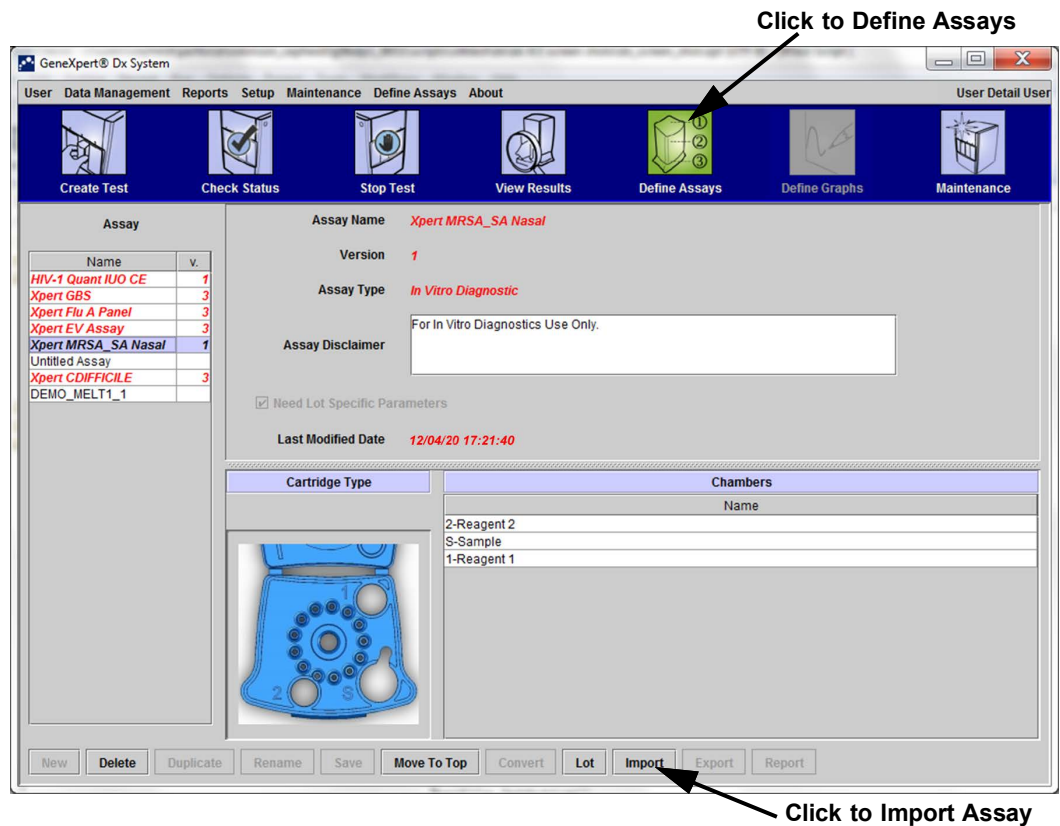 Click to Define Assays
GeneXpert® Dx System
User Data Management Reports Setup Maintenance Define Assays About User Detail User
Create Test Check Status Stop Test View Results Define Assays Define Graphs Maintenance
1
2
3
Assay
Name v.
HIV-1 Quant IUO CE 1
Xpert GBS 3
Xpert Flu A Panel 3
Xpert EV Assay 3
Xpert MRSA_SA Nasal 1
Untitled Assay
Xpert CDIFFICILE 3
DEMO_MELT1_1
Assay Name Xpert MRSA_SA Nasal
Version 1
Assay Type In Vitro Diagnostic
Assay Disclaimer For In Vitro Diagnostics Use Only.
Need Lot Specific Parameters
Last Modified Date 12/04/20 17:21:40
Cartridge Type
1
2 S
Chambers
Name
2-Reagent 2
S-Sample
1-Reagent 1
New Delete Duplicate Rename Save Move To Top Convert Lot Import Export Report
Click to Import Assay